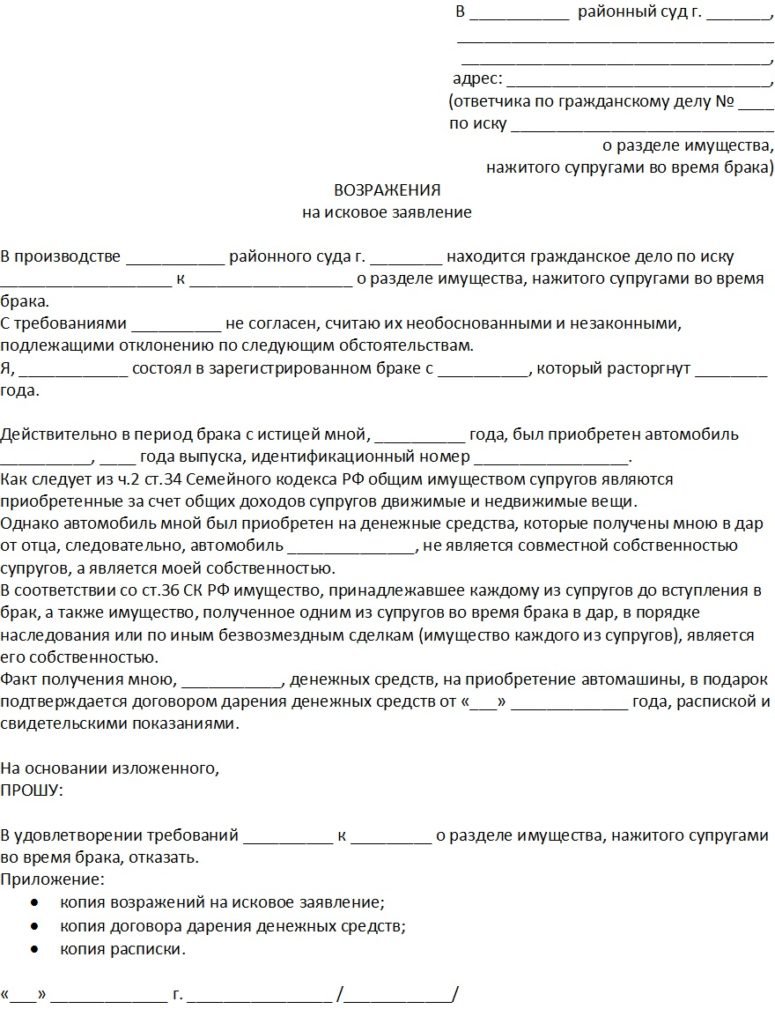 В ___________ районный суд г. _______,
___________________________________
__________________________________,
адрес: _____________________________,
(ответчика по гражданскому делу № ____
по иску _____________________________
о разделе имущества,
нажитого супругами во время брака)
ВОЗРАЖЕНИЯ
на исковое заявление
В производстве ___________ районного суда г. ________ находится гражданское дело по иску
___________________ к __________________ о разделе имущества, нажитого супругами во время
брака.
С требованиями __________ не согласен, считаю их необоснованными и незаконными,
подлежащими отклонению по следующим обстоятельствам.
Я, ____________ состоял в зарегистрированном браке с __________, который расторгнут ________
года.
Действительно в период брака с истицей мной, __________ года, был приобретен автомобиль
__________, ____ года выпуска, идентификационный номер _________________.
Как следует из ч.2 ст.34 Семейного кодекса РФ общим имуществом супругов являются
приобретенные за счет общих доходов супругов движимые и недвижимые вещи.
Однако автомобиль мной был приобретен на денежные средства, которые получены мною в дар
от отца, следовательно, автомобиль ______________, не является совместной собственностью
супругов, а является моей собственностью.
В соответствии со ст.36 СК РФ имущество, принадлежавшее каждому из супругов до вступления в
брак, а также имущество, полученное одним из супругов во время брака в дар, в порядке
наследования или по иным безвозмездным сделкам (имущество каждого из супругов), является
его собственностью.
Факт получения мною, ___________, денежных средств, на приобретение автомашины, в подарок
подтверждается договором дарения денежных средств от «___» _____________ года, распиской и
свидетельскими показаниями.
На основании изложенного,
ПРОШУ:
В удовлетворении требований __________ к _________ о разделе имущества, нажитого супругами
во время брака, отказать.
Приложение:
• копия возражений на исковое заявление;
• копия договора дарения денежных средств;
• копия расписки.
«___» _____________ г. ________________ /____________/